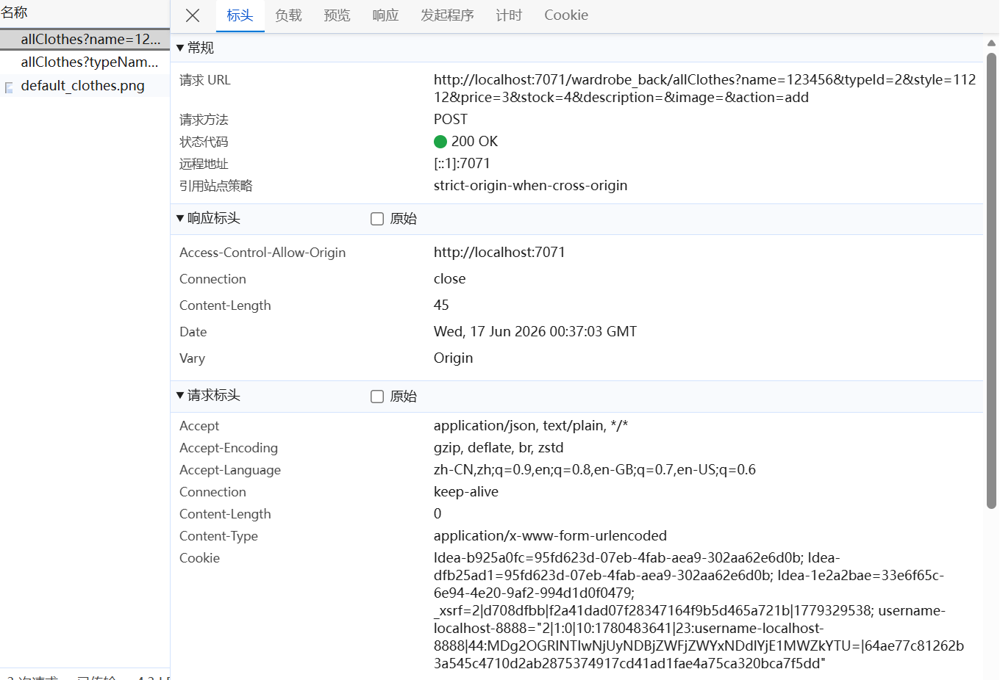 名称
标头 负载 预览 响应 发起程序 计时 Cookie
allClothes?name=12...
allClothes?typeNam...
default_clothes.png
常规
请求 URL http://localhost:7071/wardrobe_back/allClothes?name=123456&typeId=2&style=112
12&price=3&stock=4&description=&image=&action=add
请求方法 POST
状态代码 200 OK
远程地址 [::1]:7071
引用站点策略 strict-origin-when-cross-origin
响应标头 原始
Access-Control-Allow-Origin http://localhost:7071
Connection close
Content-Length 45
Date Wed, 17 Jun 2026 00:37:03 GMT
Vary Origin
请求标头 原始
Accept application/json, text/plain, */*
Accept-Encoding gzip, deflate, br, zstd
Accept-Language zh-CN,zh;q=0.9,en;q=0.8,en-GB;q=0.7,en-US;q=0.6
Connection keep-alive
Content-Length 0
Content-Type application/x-www-form-urlencoded
Cookie Idea-b925a0fc=95fd623d-07eb-4fab-aea9-302aa62e6d0b; Idea-
dfb25ad1=95fd623d-07eb-4fab-aea9-302aa62e6d0b; Idea-1e2a2bae=33e6f65c-
6e94-4e20-9af2-994d1d0f0479;
_xsrf=2|d708dfbb|f2a41dad07f28347164f9b5d465a721b|1779329538; username-
localhost-8888="2|1:0|10:1780483641|23:username-localhost-
8888|44:MDg2OGRlNTIwNjUyNDBjZWFjZWYxNDdlYjE1MWZkYTU=|64ae77c81262b
3a545c4710d2ab2875374917cd41ad1fae4a75ca320bca7f5dd"